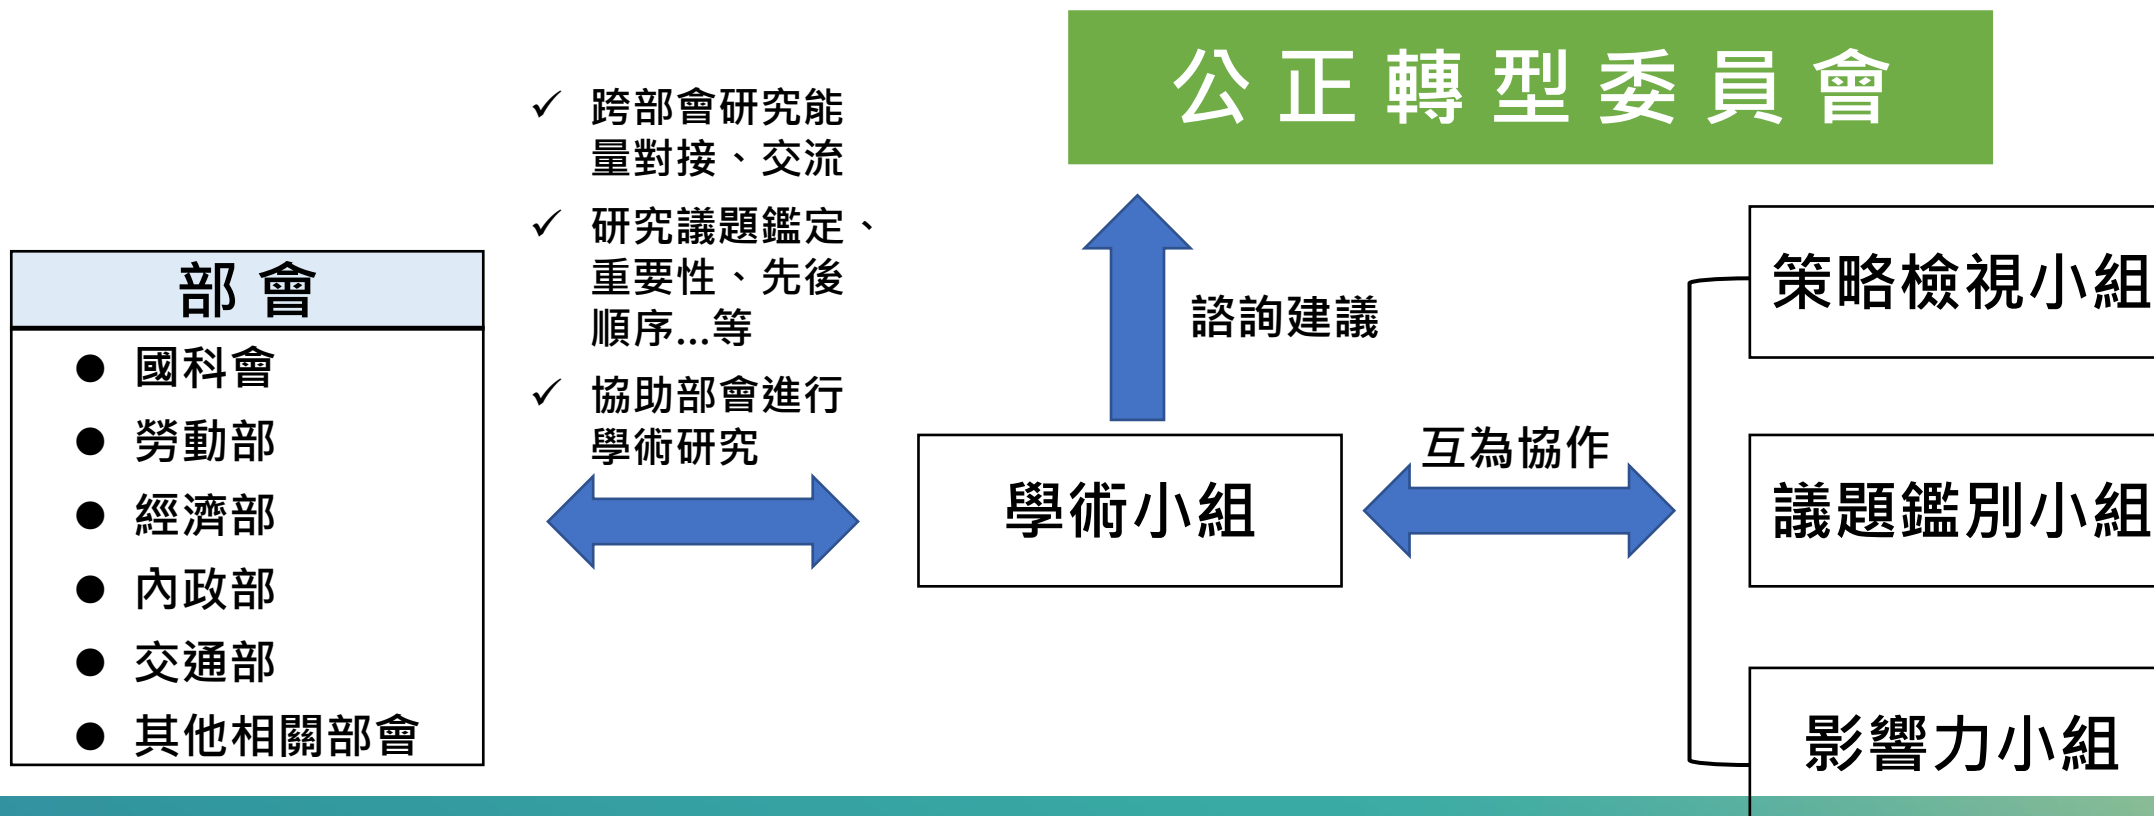 公正轉型委員會
✓ 跨部會研究能
量對接、交流
✓ 研究議題鑑定、
重要性、先後
順序...等
✓ 協助部會進行
學術研究
部會
● 國科會
● 勞動部
● 經濟部
● 內政部
● 交通部
● 其他相關部會
諮詢建議
學術小組
互為協作
策略檢視小組
議題鑑別小組
影響力小組